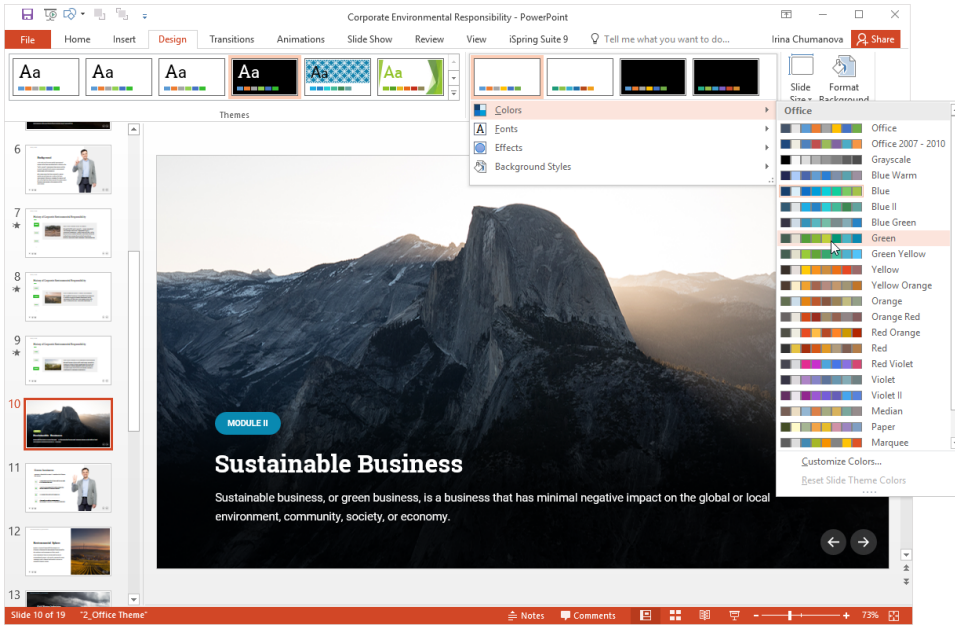 Corporate Environmental Responsibility - PowerPoint
File Home Insert Design Transitions Animations Slide Show Review View iSpring Suite 9 Tell me what you want to do... Irina Chumanova Share
Aa Aa Aa Aa Aa Aa
Themes
Slide
Size
Format
Background
Colors
Fonts
Effects
Background Styles
Office
Office
Office 2007 - 2010
Grayscale
Blue Warm
Blue
Blue II
Blue Green
Green
Green Yellow
Yellow
Yellow Orange
Orange
Orange Red
Red Orange
Red
Red Violet
Violet
Violet II
Median
Paper
Marquee
Customize Colors...
Reset Slide Theme Colors
6
7
8
9
10
11
12
13
MODULE II
Sustainable Business
Sustainable business, or green business, is a business that has minimal negative impact on the global or local
environment, community, society, or economy.
Slide 10 of 19 "2_Office Theme" Notes Comments 73%